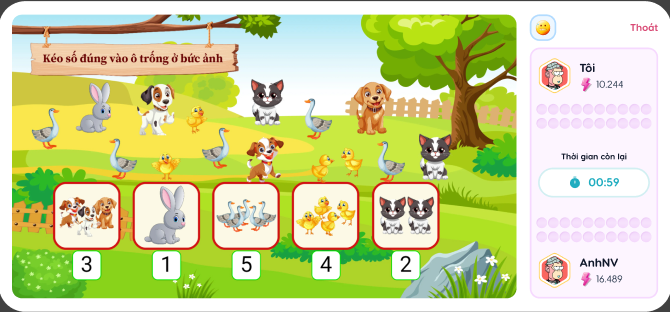 Kéo số đúng vào ô trống ở bức ảnh
3
1
5
4
2
Thoát
Tôi
10.244
Thời gian còn lại
00:59
AnhNV
16.489